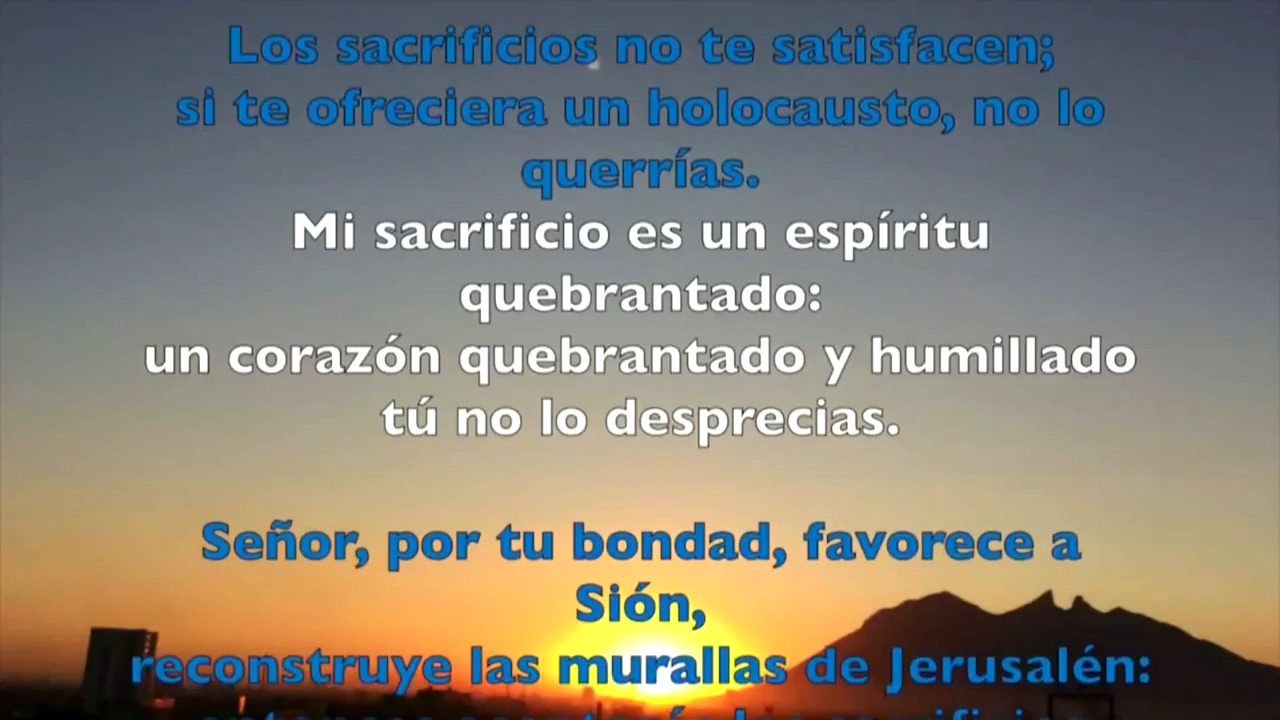 Los sacrificios no te satisfacen;
si te ofreciera un holocausto, no lo
querrías.
Mi sacrificio es un espíritu
quebrantado:
un corazón quebrantado y humillado
tú no lo desprecias.
Señor, por tu bondad, favorece a
Sión,
reconstruye las murallas de Jerusalén: